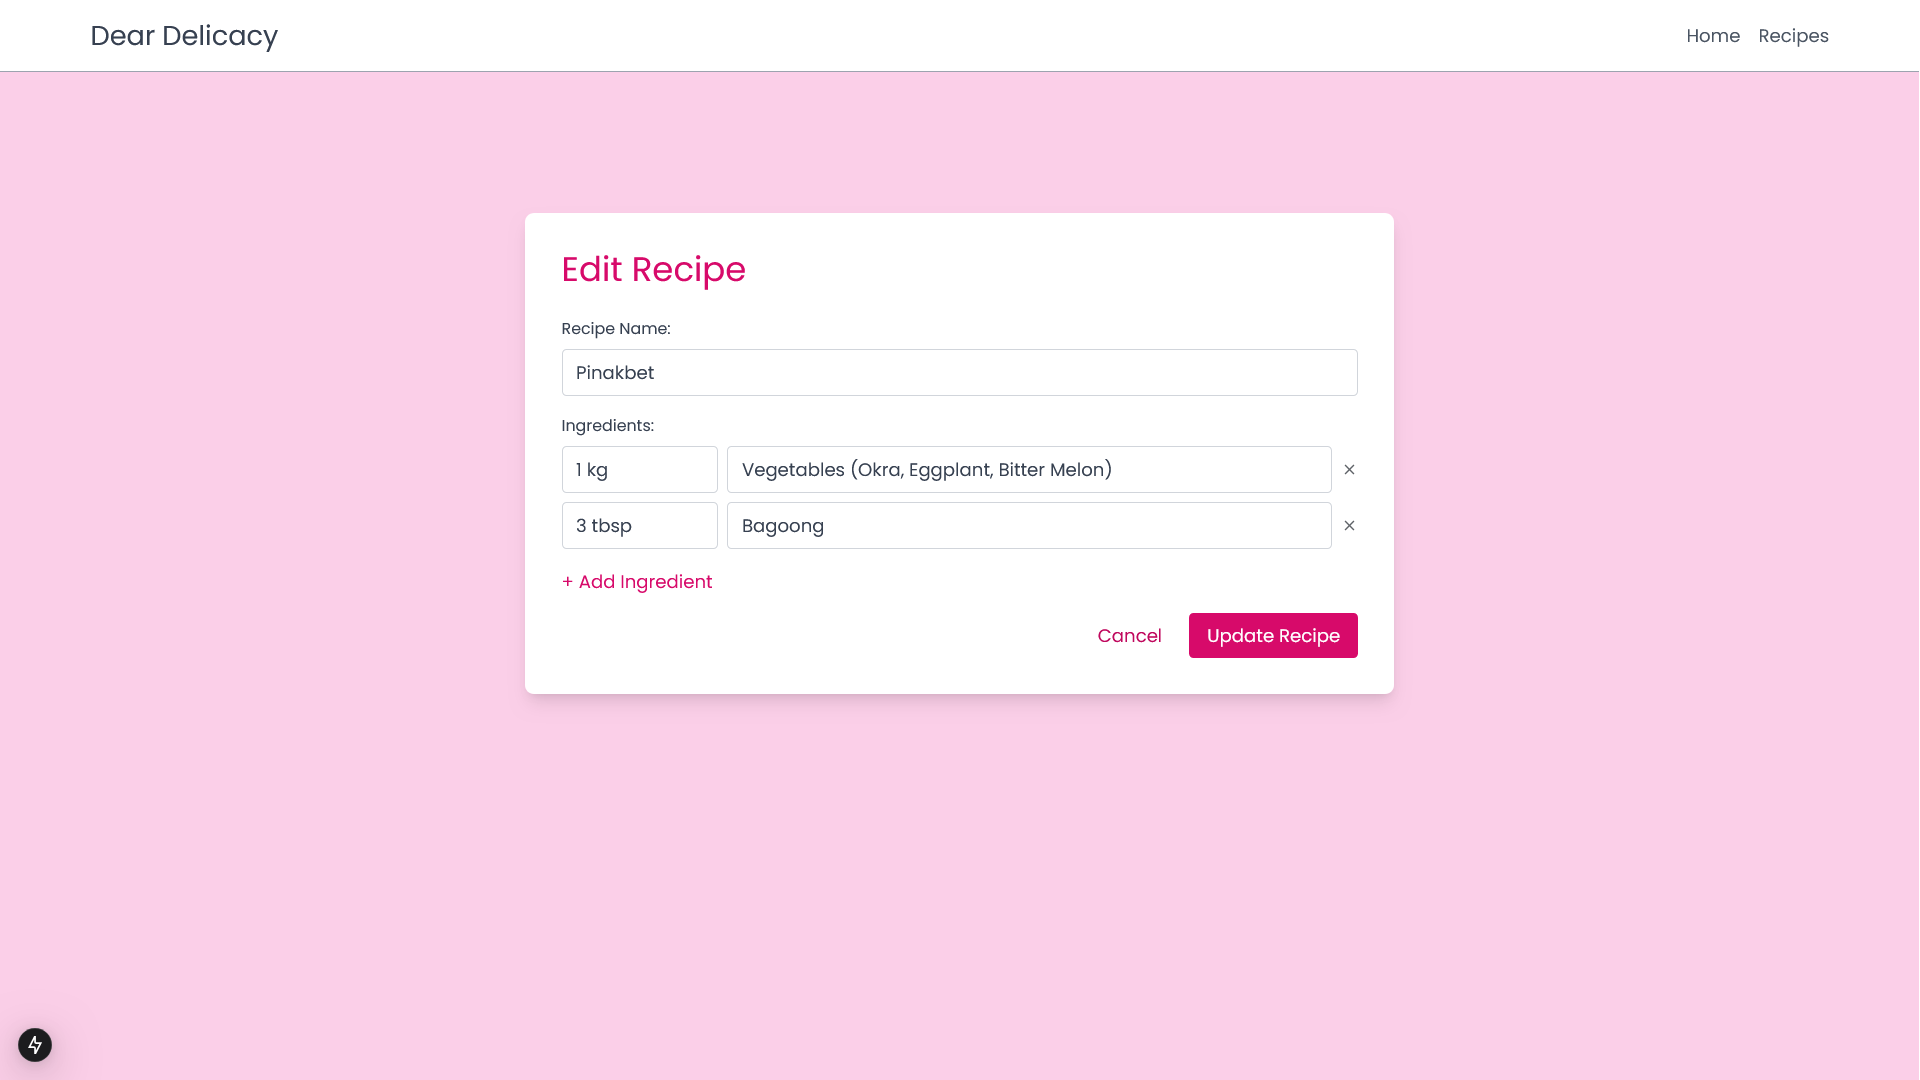 Dear Delicacy
Home Recipes
Edit Recipe
Recipe Name:
Pinakbet
Ingredients:
1 kg Vegetables (Okra, Eggplant, Bitter Melon) ×
3 tbsp Bagoong ×
+ Add Ingredient
Cancel Update Recipe